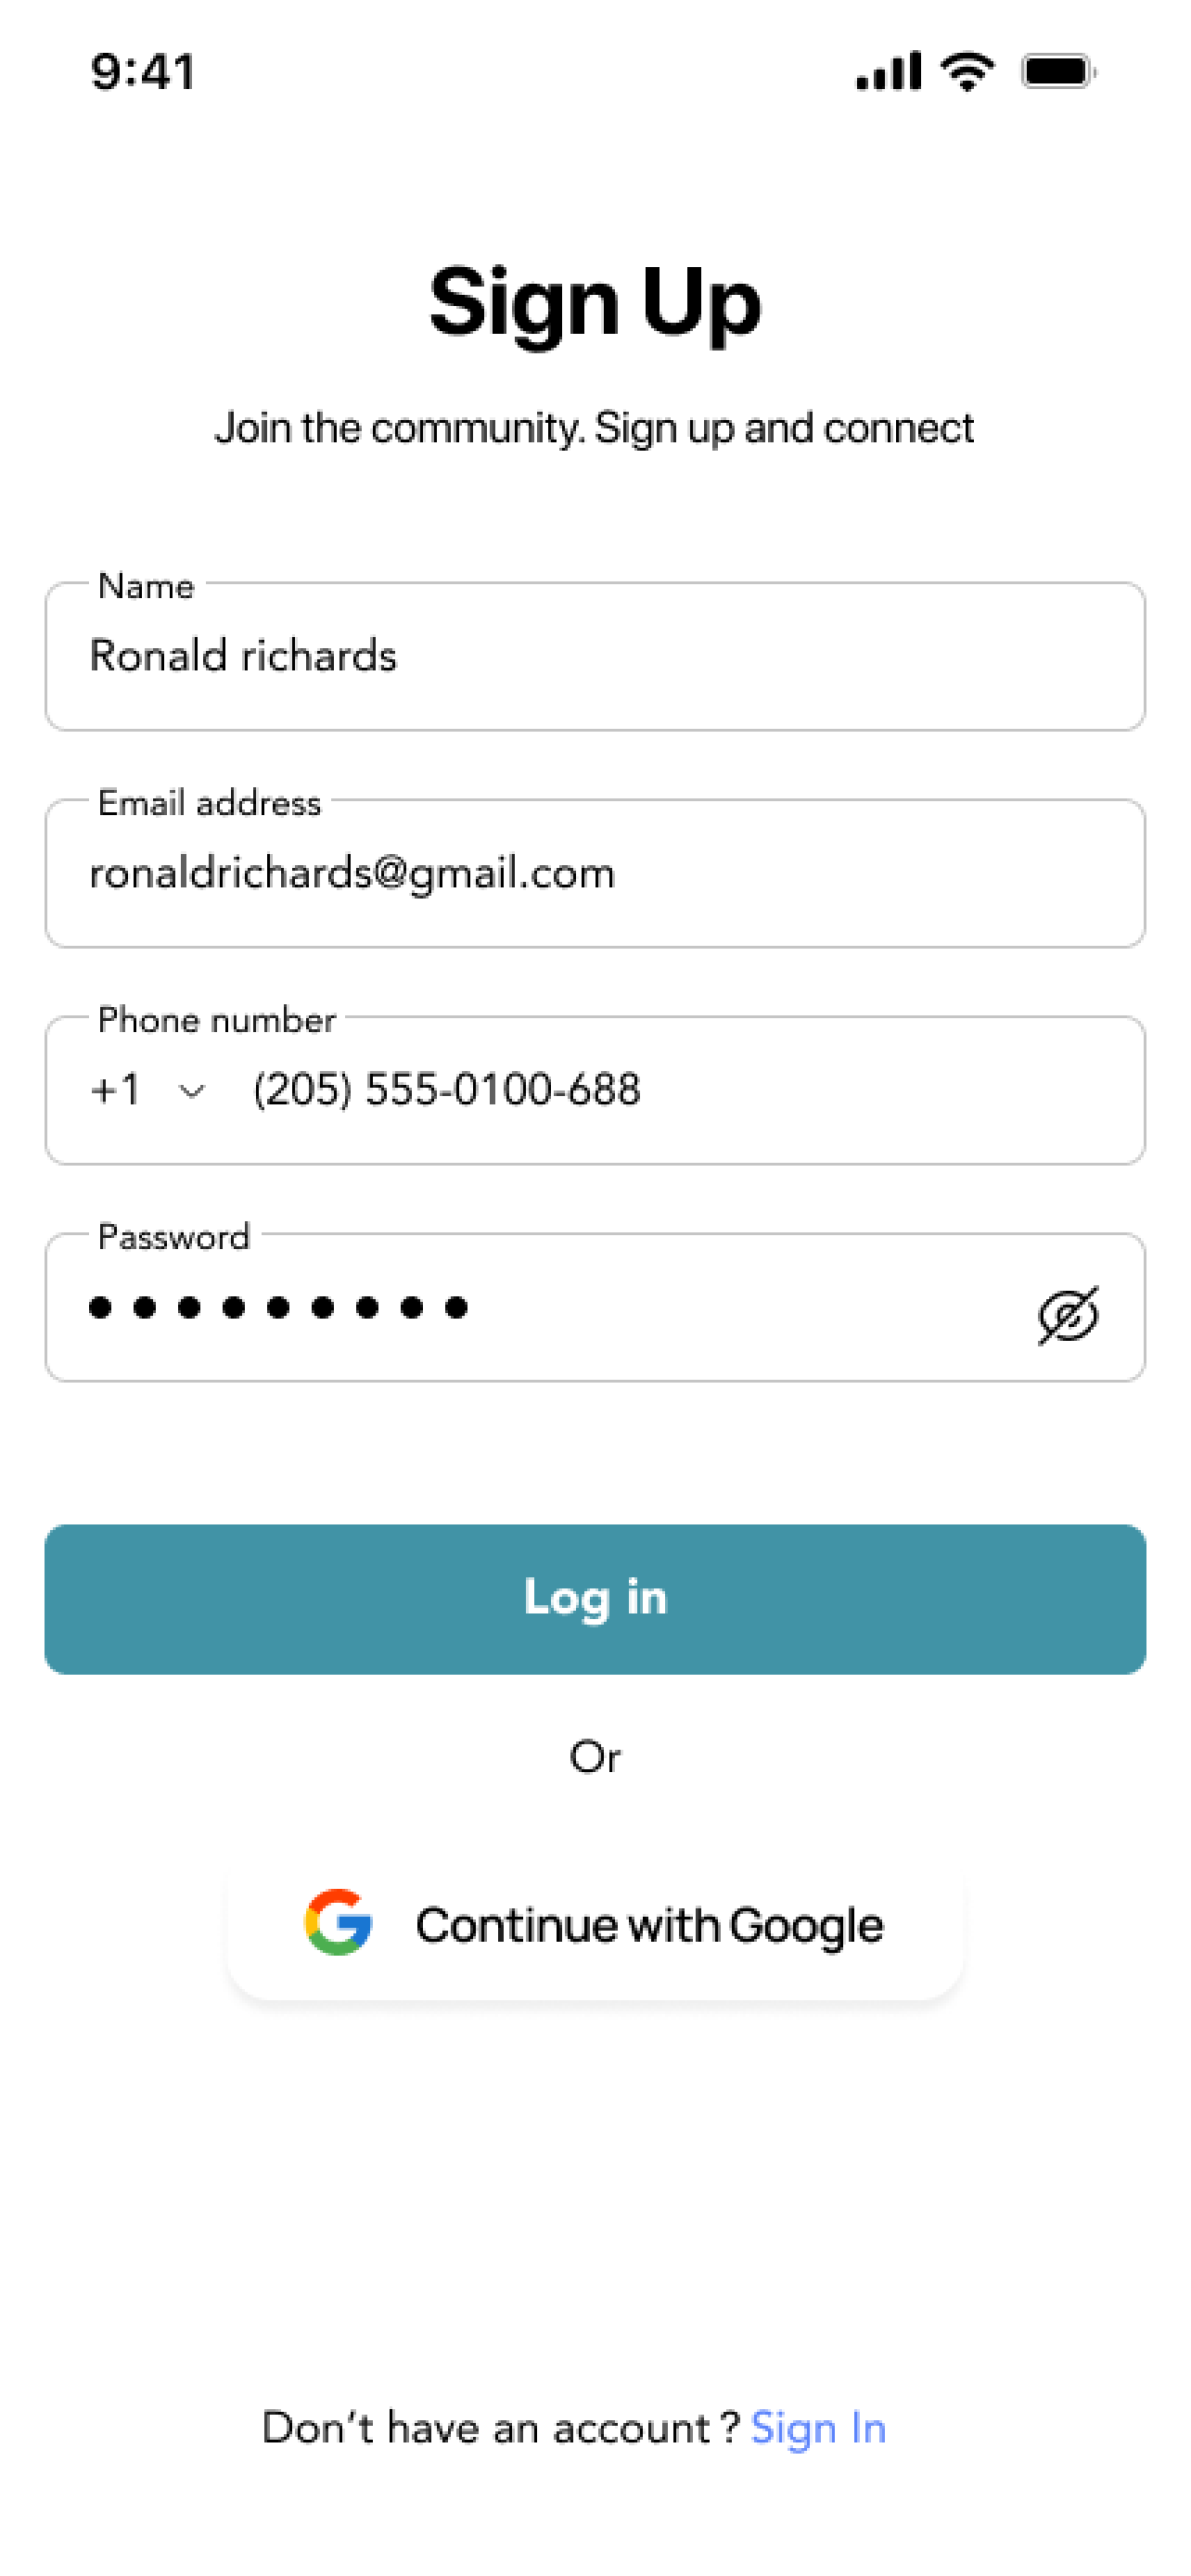 9:41
Sign Up
Join the community. Sign up and connect
Name
Ronald richards
Email address
ronaldrichards@gmail.com
Phone number
+1 (205) 555-0100-688
Password
Log in
Or
Continue with Google
Don’t have an account ? Sign In